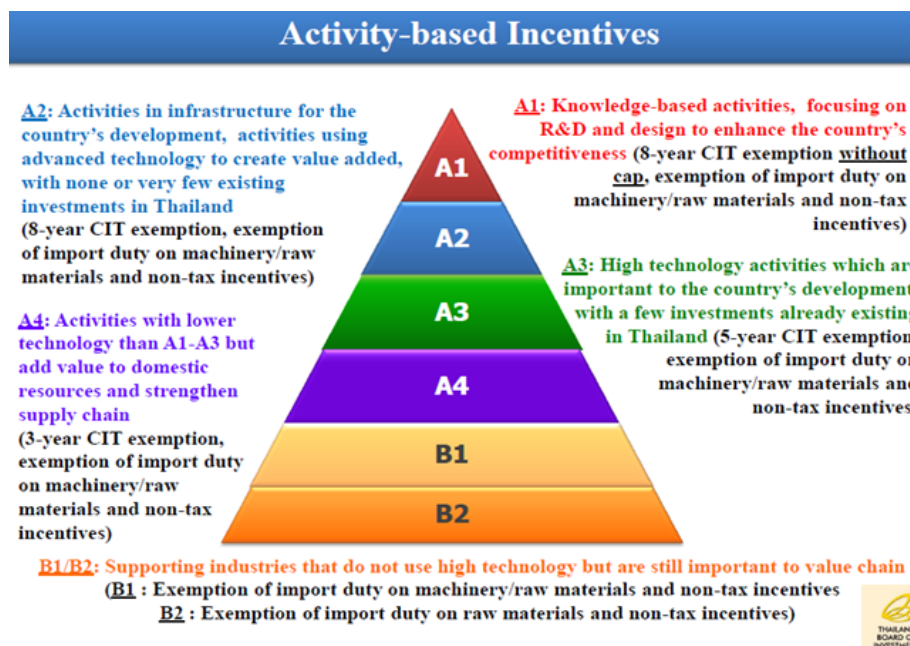 Activity-based Incentives
A2: Activities in infrastructure for the
country's development, activities using
advanced technology to create value added,
with none or very few existing
investments in Thailand
(8-year CIT exemption, exemption
of import duty on machinery/raw
materials and non-tax incentives)
A1: Knowledge-based activities, focusing on
R&D and design to enhance the country's
competitiveness (8-year CIT exemption without
cap, exemption of import duty on
machinery/raw materials and non-tax
incentives)
A3: High technology activities which ar
important to the country's development
with a few investments already existing
in Thailand (5-year CIT exemption
exemption of import duty o
machinery/raw materials and
non-tax incentives
A4: Activities with lower
technology than A1-A3 but
add value to domestic
resources and strengthen
supply chain
(3-year CIT exemption,
exemption of import duty
on machinery/raw
materials and non-tax
incentives)
A1
A2
A3
A4
B1
B2
B1/B2: Supporting industries that do not use high technology but are still important to value chain
(B1 : Exemption of import duty on machinery/raw materials and non-tax incentives
B2 : Exemption of import duty on raw materials and non-tax incentives)
THAILAN
BOARD O
INVESTME